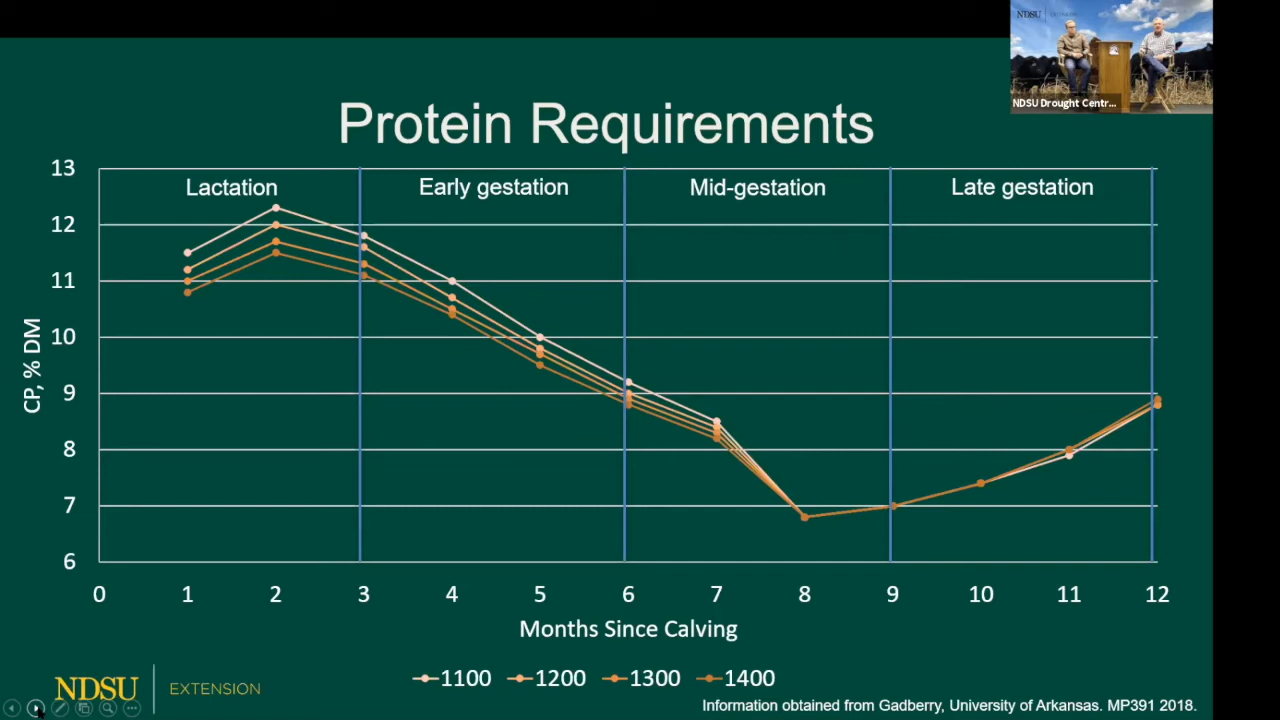 NDSU
NDSU Drought Centr...
Protein Requirements
Lactation Early gestation Mid-gestation Late gestation
13
12
11
10
9
8
7
6
CP, % DM
0 1 2 3 4 5 6 7 8 9 10 11 12
Months Since Calving
1100 1200 1300 1400
NDSU EXTENSION
Information obtained from Gadberry, University of Arkansas. MP391 2018.